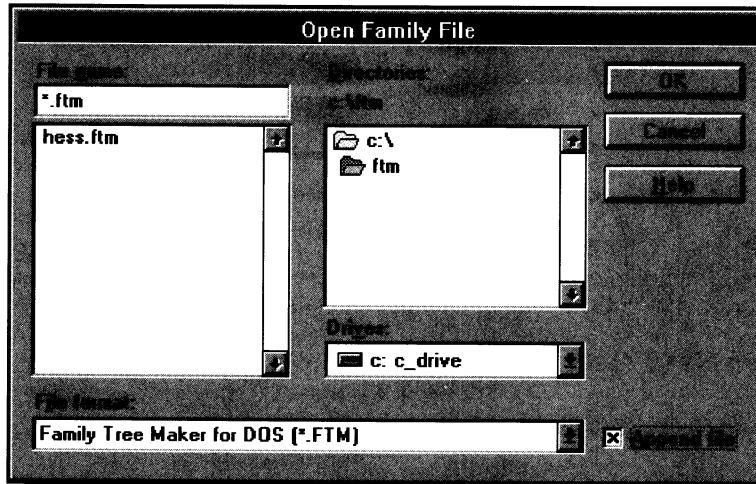 Open Family File
File name:
*.ftm
hess.ftm
Directories:
c:\ftm
c:\
ftm
Drives:
c: c_drive
File format:
Family Tree Maker for DOS (*.FTM)
OK
Cancel
Help
Append file